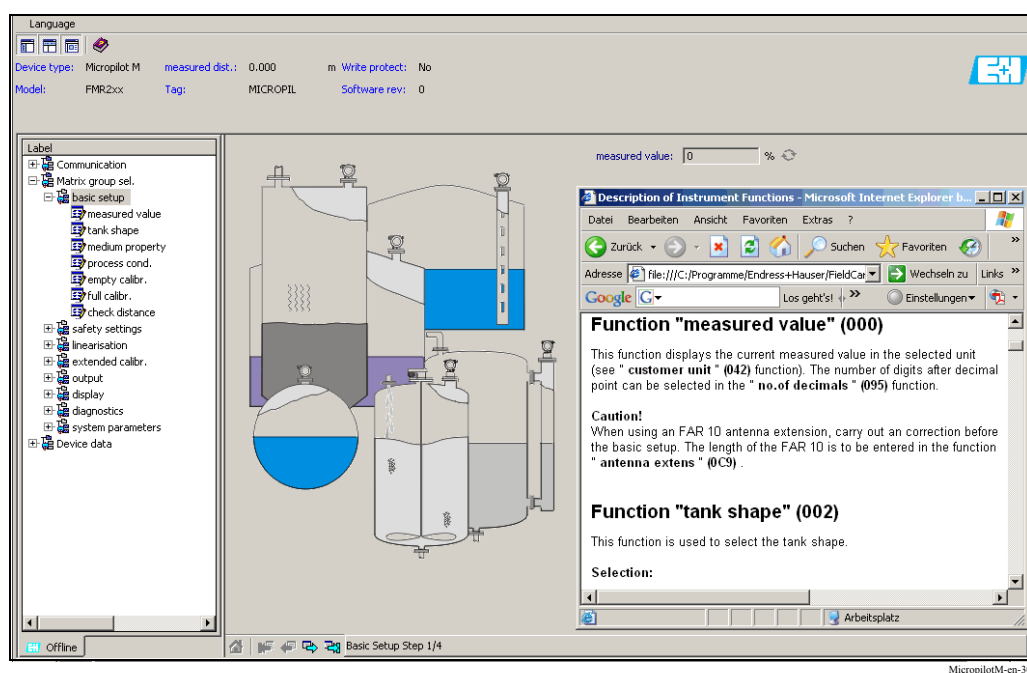 Language
Device type: Micropilot M measured dist.: 0.000 m Write protect: No
Model: FMR2xx Tag: MICROPIL Software rev: 0
E+H
Label
Communication
Matrix group sel.
basic setup
measured value
tank shape
medium property
process cond.
empty calibr.
full calibr.
check distance
safety settings
linearisation
extended calibr.
output
display
diagnostics
system parameters
Device data
measured value: 0 %
Description of Instrument Functions - Microsoft Internet Explorer b...
Datei Bearbeiten Ansicht Favoriten Extras ?
Zurück Suchen Favoriten »
Adresse file:///C:/Programme/Endress+Hauser/FieldCar Wechseln zu Links »
Google G Los geht's! » Einstellungen
Function "measured value" (000)
This function displays the current measured value in the selected unit
(see " customer unit " (042) function). The number of digits after decimal
point can be selected in the " no.of decimals " (095) function.
Caution!
When using an FAR 10 antenna extension, carry out an correction before
the basic setup. The length of the FAR 10 is to be entered in the function
" antenna extens " (0C9) .
Function "tank shape" (002)
This function is used to select the tank shape.
Selection:
Arbeitsplatz
Offline
Basic Setup Step 1/4